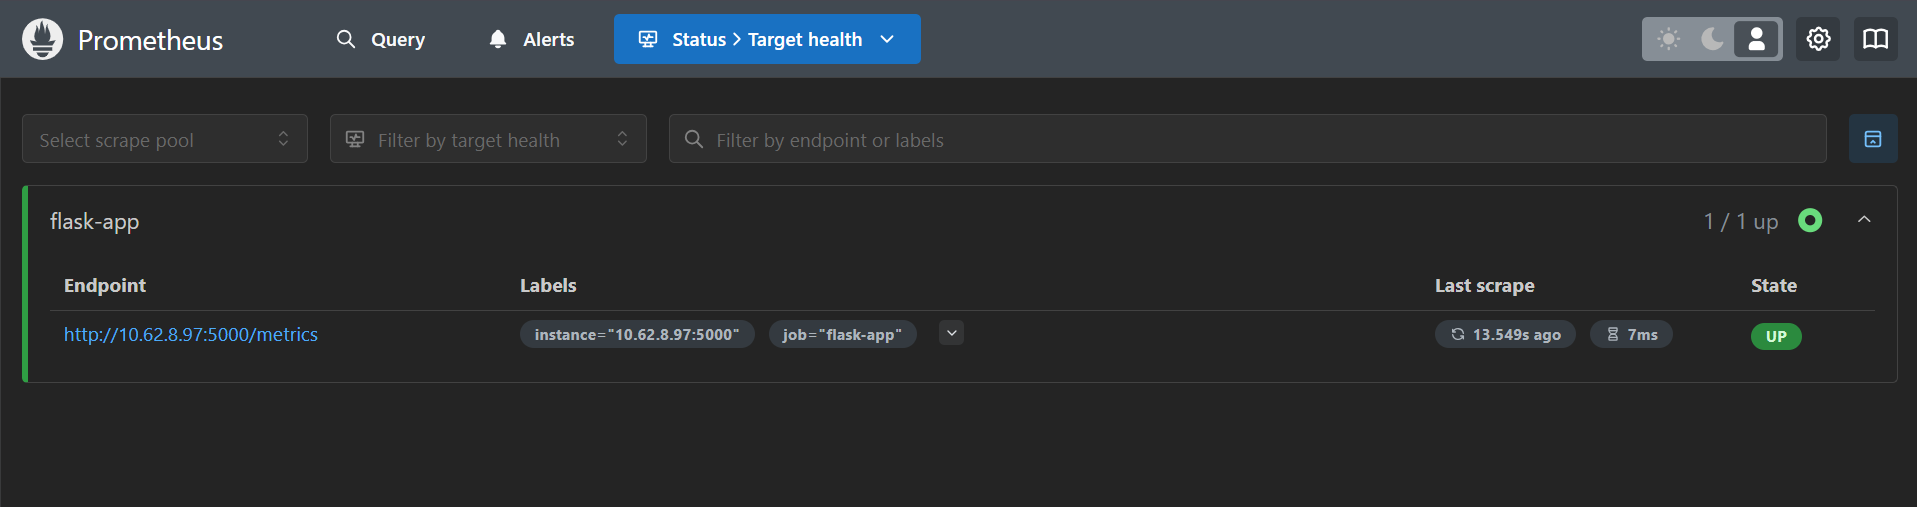 Prometheus Query Alerts Status > Target health
Select scrape pool Filter by target health Filter by endpoint or labels
flask-app 1 / 1 up
Endpoint Labels Last scrape State
http://10.62.8.97:5000/metrics instance="10.62.8.97:5000" job="flask-app" 13.549s ago 7ms UP